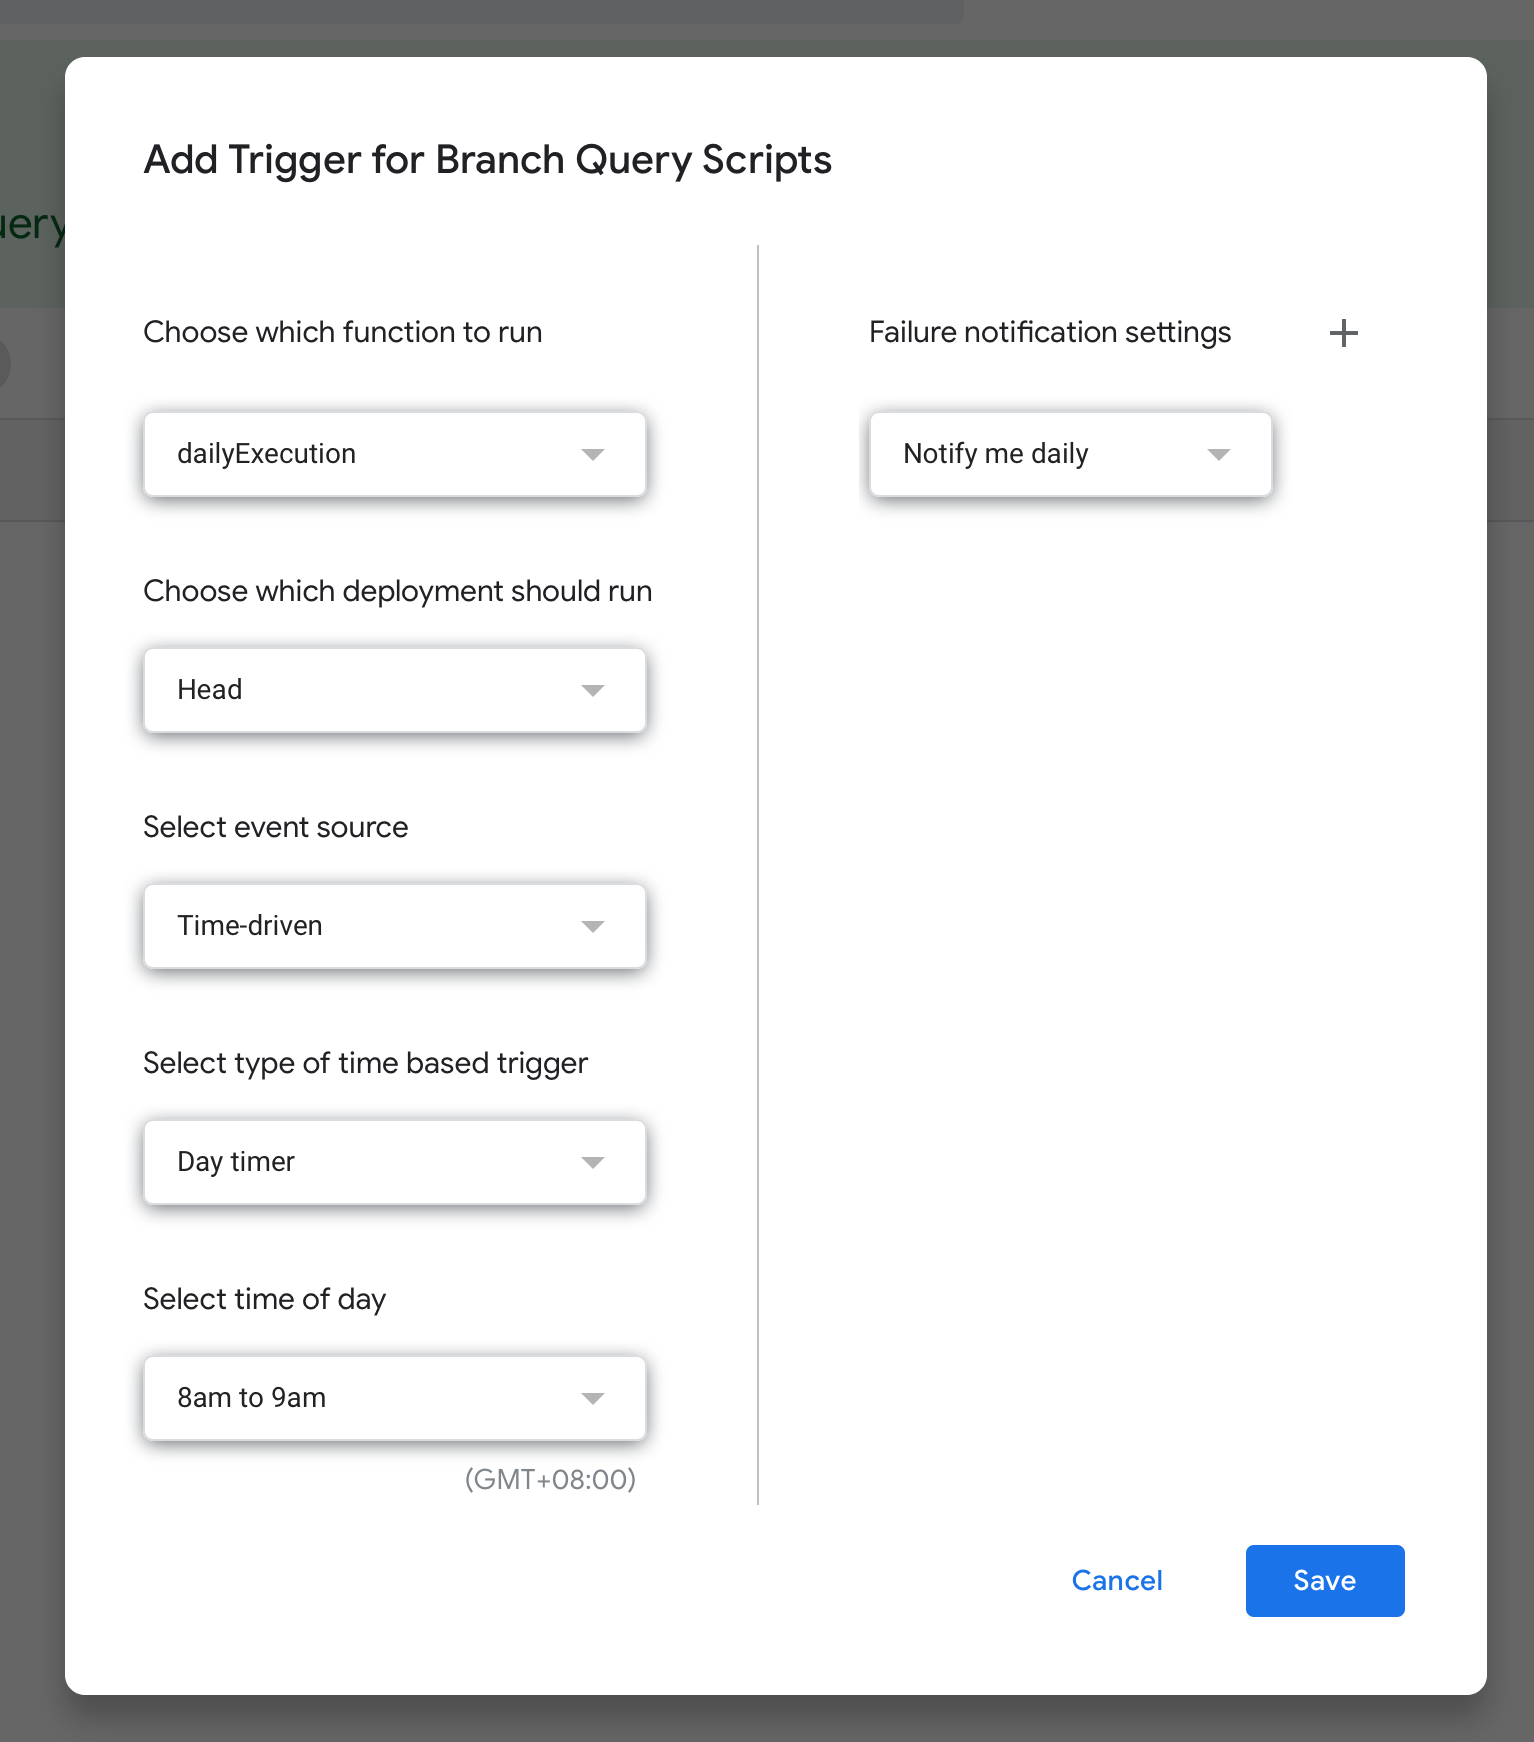 Add Trigger for Branch Query Scripts
Choose which function to run
dailyExecution
Choose which deployment should run
Head
Select event source
Time-driven
Select type of time based trigger
Day timer
Select time of day
8am to 9am
(GMT+08:00)
Failure notification settings
Notify me daily
Cancel
Save